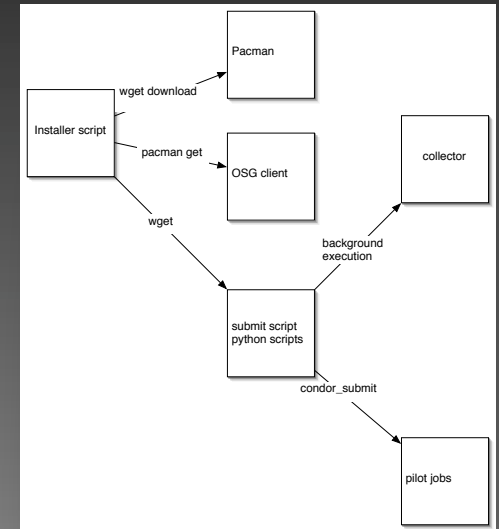 Pacman
wget download
Installer script
pacman get
OSG client
collector
wget
background
execution
submit script
python scripts
condor_submit
pilot jobs